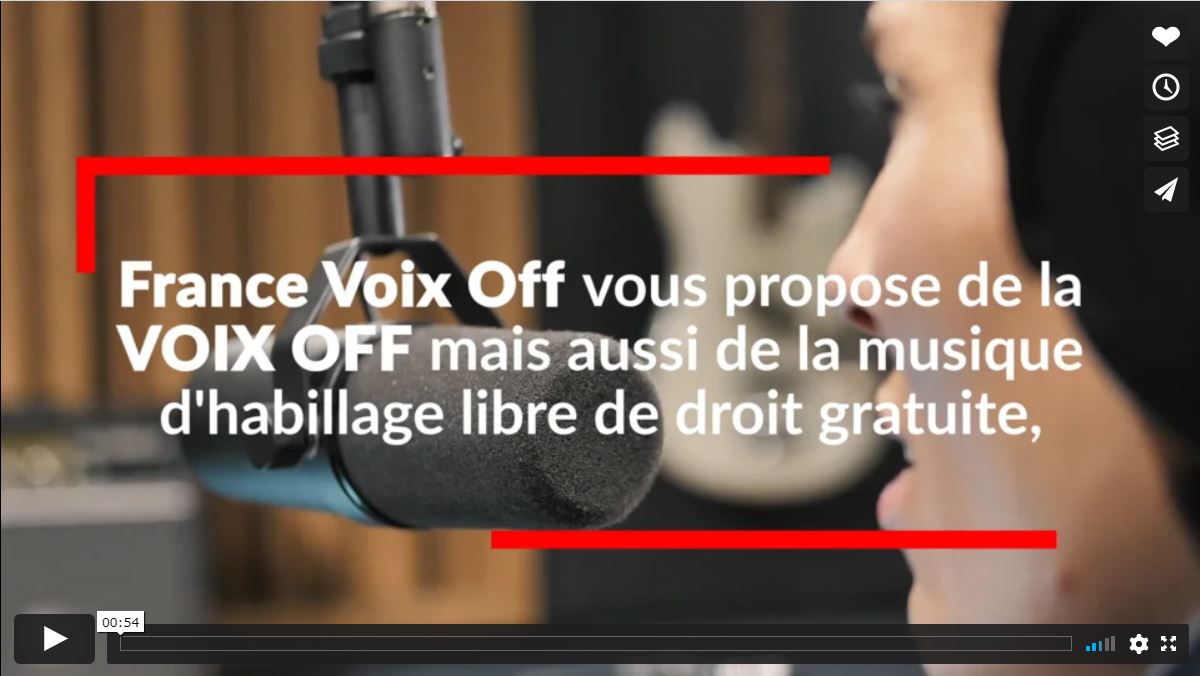 France Voix Off vous propose de la
VOIX OFF mais aussi de la musique
d'habillage libre de droit gratuite,
00:54